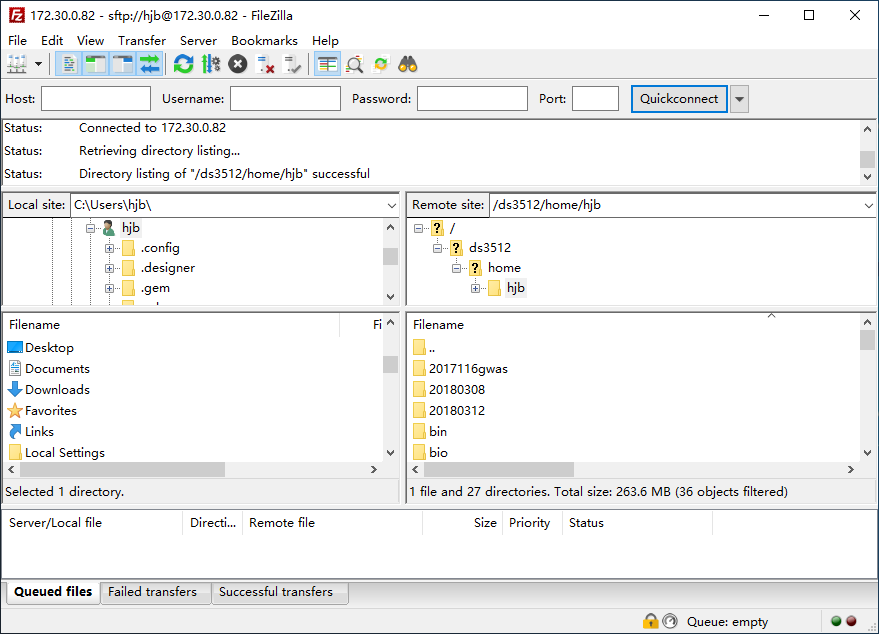 172.30.0.82 - sftp://hjb@172.30.0.82 - FileZilla
File Edit View Transfer Server Bookmarks Help
Host: Username: Password: Port: Quickconnect
Status: Connected to 172.30.0.82
Status: Retrieving directory listing...
Status: Directory listing of "/ds3512/home/hjb" successful
Local site: C:\Users\hjb\
hjb
.config
.designer
.gem
Remote site: /ds3512/home/hjb
/
ds3512
home
hjb
Filename Fi
Desktop
Documents
Downloads
Favorites
Links
Local Settings
Selected 1 directory.
Filename
..
2017116gwas
20180308
20180312
bin
bio
1 file and 27 directories. Total size: 263.6 MB (36 objects filtered)
Server/Local file Directi... Remote file Size Priority Status
Queued files Failed transfers Successful transfers
Queue: empty